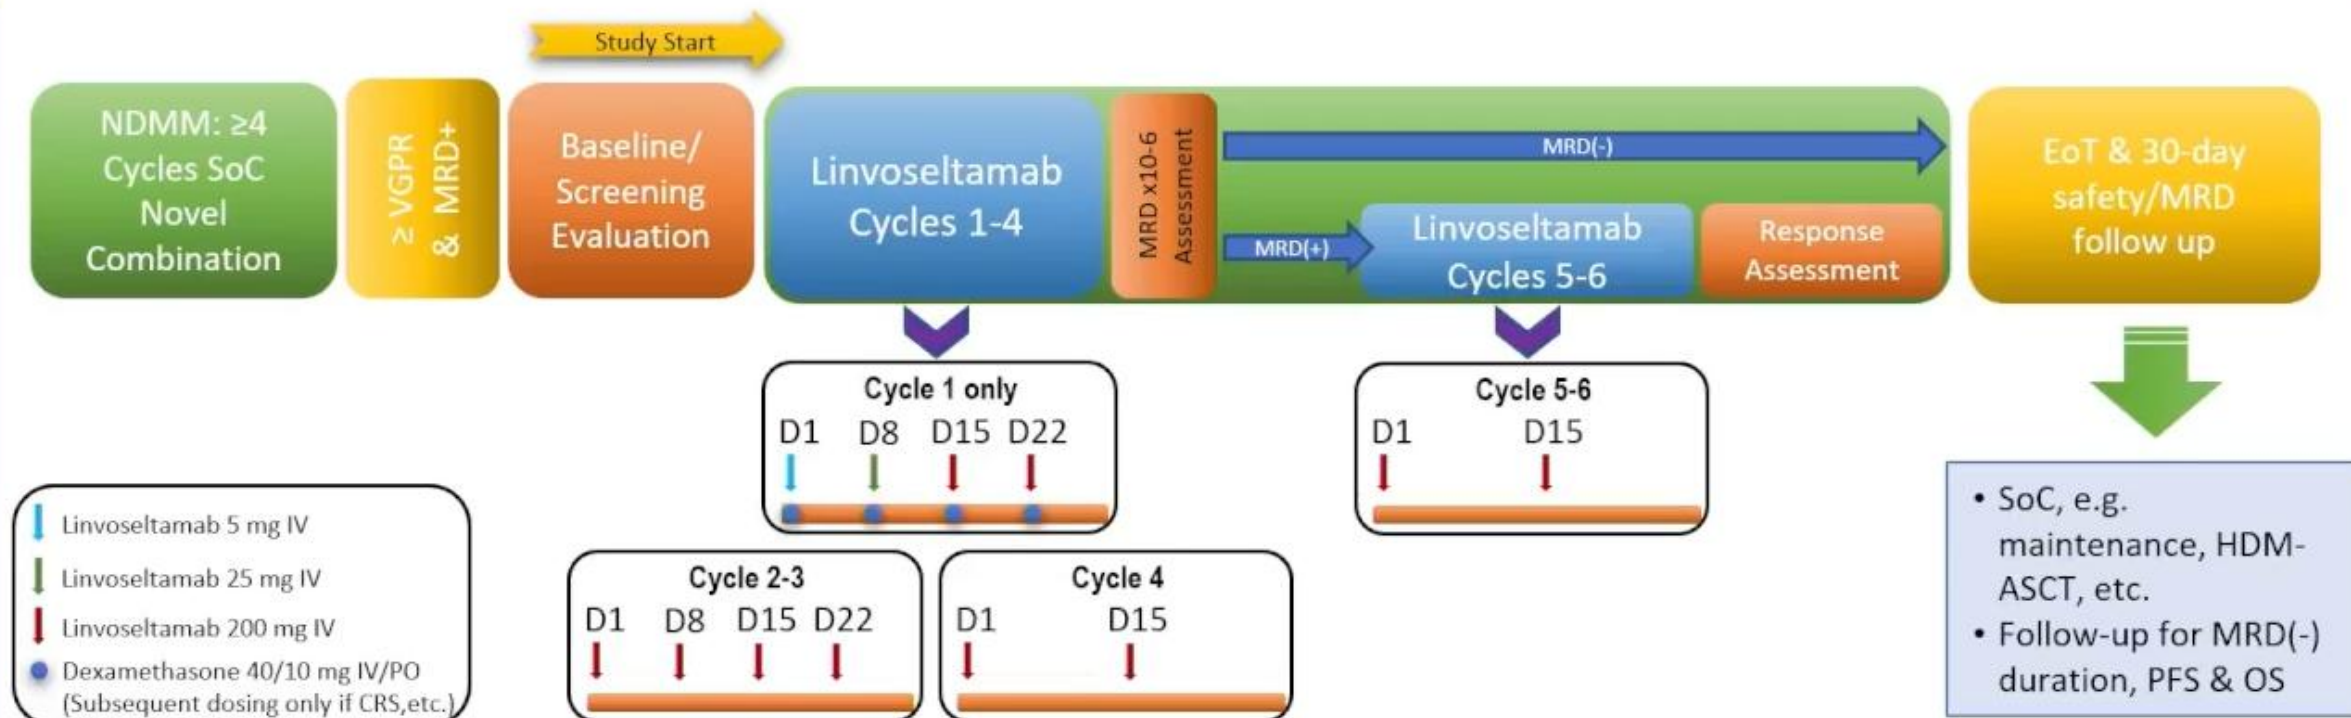 Study Start
NDMM: ≥4
Cycles SoC
Novel
Combination
≥ VGPR
& MRD+
Baseline/
Screening
Evaluation
Linvoseltamab
Cycles 1-4
MRD x10-6
Assessment
MRD(-)
MRD(+)
Linvoseltamab
Cycles 5-6
Response
Assessment
EoT & 30-day
safety/MRD
follow up
Cycle 1 only
D1 D8 D15 D22
Cycle 5-6
D1 D15
Linvoseltamab 5 mg IV
Linvoseltamab 25 mg IV
Linvoseltamab 200 mg IV
Dexamethasone 40/10 mg IV/PO
(Subsequent dosing only if CRS,etc.)
Cycle 2-3
D1 D8 D15 D22
Cycle 4
D1 D15
• SoC, e.g.
maintenance, HDM-
ASCT, etc.
• Follow-up for MRD(-)
duration, PFS & OS